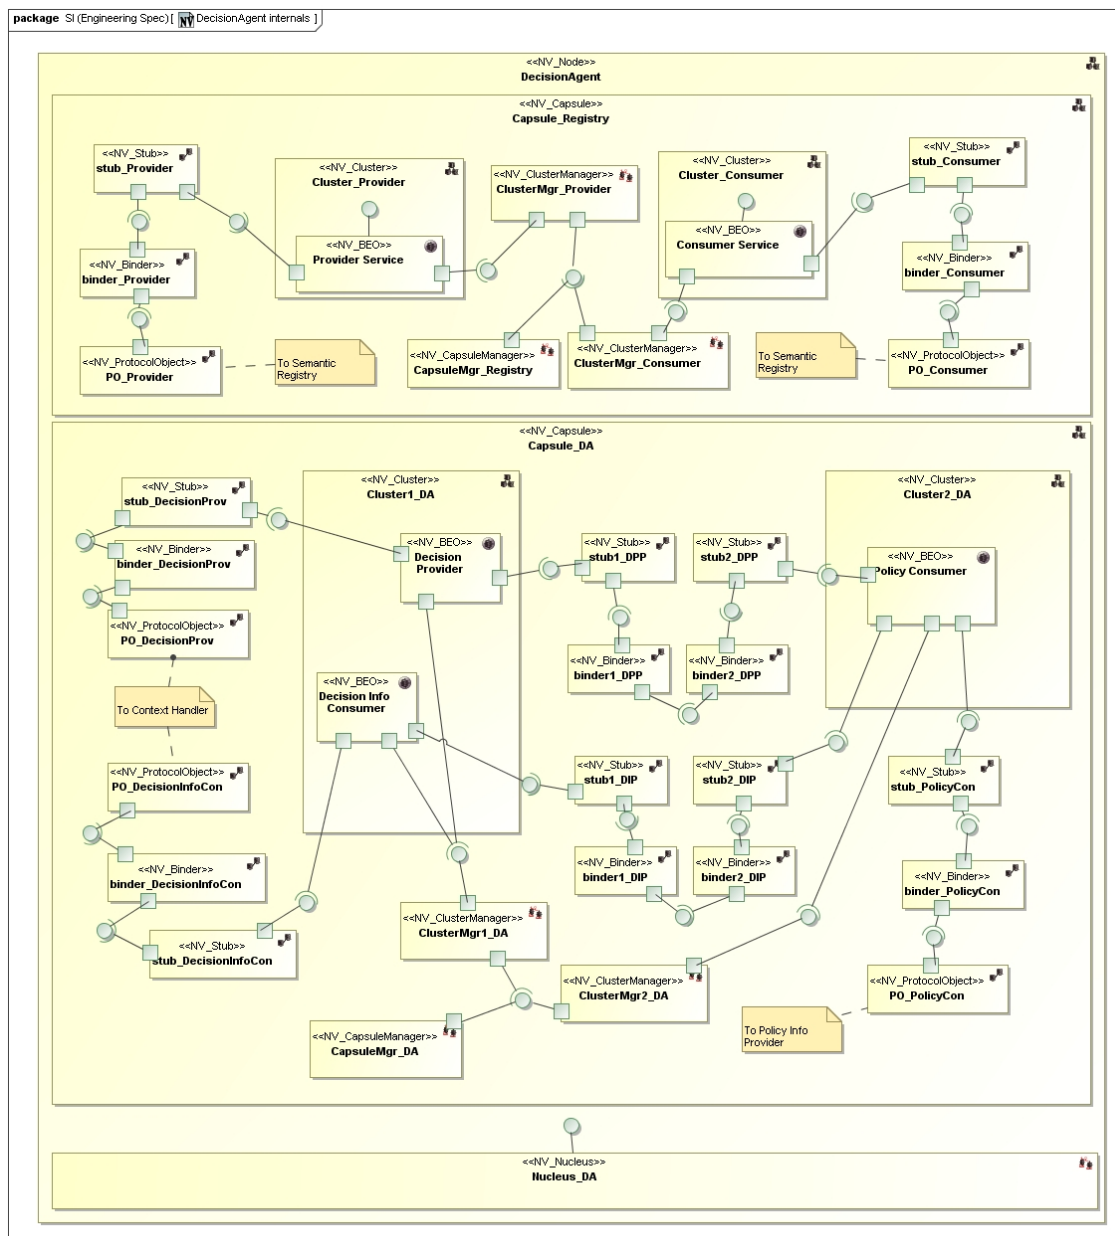 package SI (Engineering Spec) [ NV DecisionAgent internals ]
<<NV_Node>>
DecisionAgent
<<NV_Capsule>>
Capsule_Registry
<<NV_Stub>>
stub_Provider
<<NV_Cluster>>
Cluster_Provider
<<NV_ClusterManager>>
ClusterMgr_Provider
<<NV_Cluster>>
Cluster_Consumer
<<NV_Stub>>
stub_Consumer
<<NV_Binder>>
binder_Provider
<<NV_BEO>>
Provider Service
<<NV_BEO>>
Consumer Service
<<NV_Binder>>
binder_Consumer
<<NV_ProtocolObject>>
PO_Provider
To Semantic
Registry
<<NV_CapsuleManager>>
CapsuleMgr_Registry
<<NV_ClusterManager>>
ClusterMgr_Consumer
To Semantic
Registry
<<NV_ProtocolObject>>
PO_Consumer
<<NV_Capsule>>
Capsule_DA
<<NV_Stub>>
stub_DecisionProv
<<NV_Cluster>>
Cluster1_DA
<<NV_Cluster>>
Cluster2_DA
<<NV_Binder>>
binder_DecisionProv
<<NV_BEO>>
Decision
Provider
<<NV_Stub>>
stub1_DPP
<<NV_Stub>>
stub2_DPP
<<NV_BEO>>
Policy Consumer
<<NV_ProtocolObject>>
PO_DecisionProv
<<NV_Binder>>
binder1_DPP
<<NV_Binder>>
binder2_DPP
To Context Handler
<<NV_BEO>>
Decision Info
Consumer
<<NV_ProtocolObject>>
PO_DecisionInfoCon
<<NV_Stub>>
stub1_DIP
<<NV_Stub>>
stub2_DIP
<<NV_Stub>>
stub_PolicyCon
<<NV_Binder>>
binder_DecisionInfoCon
<<NV_Binder>>
binder1_DIP
<<NV_Binder>>
binder2_DIP
<<NV_Binder>>
binder_PolicyCon
<<NV_Stub>>
stub_DecisionInfoCon
<<NV_ClusterManager>>
ClusterMgr1_DA
<<NV_ClusterManager>>
ClusterMgr2_DA
<<NV_ProtocolObject>>
PO_PolicyCon
<<NV_CapsuleManager>>
CapsuleMgr_DA
To Policy Info
Provider
<<NV_Nucleus>>
Nucleus_DA